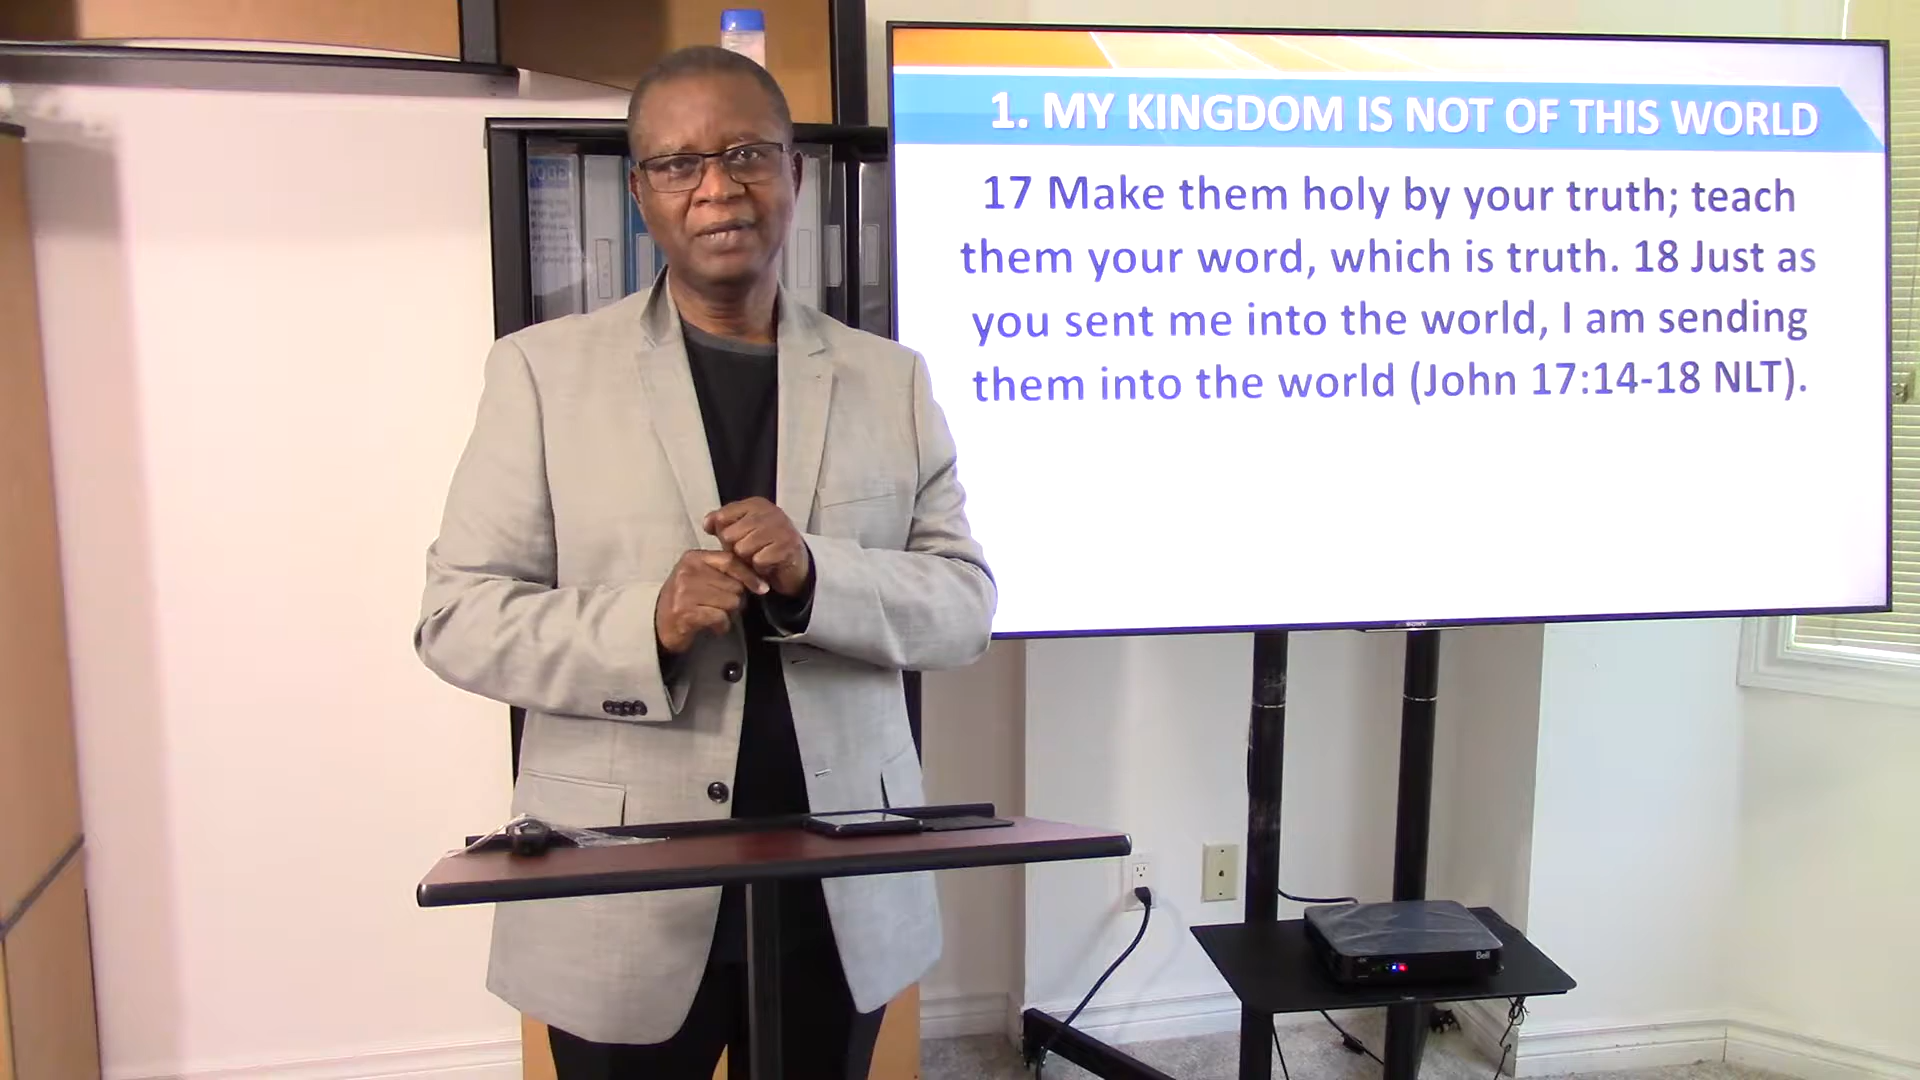 1. MY KINGDOM IS NOT OF THIS WORLD
17 Make them holy by your truth; teach
them your word, which is truth. 18 Just as
you sent me into the world, I am sending
them into the world (John 17:14-18 NLT).
SONY
Bell